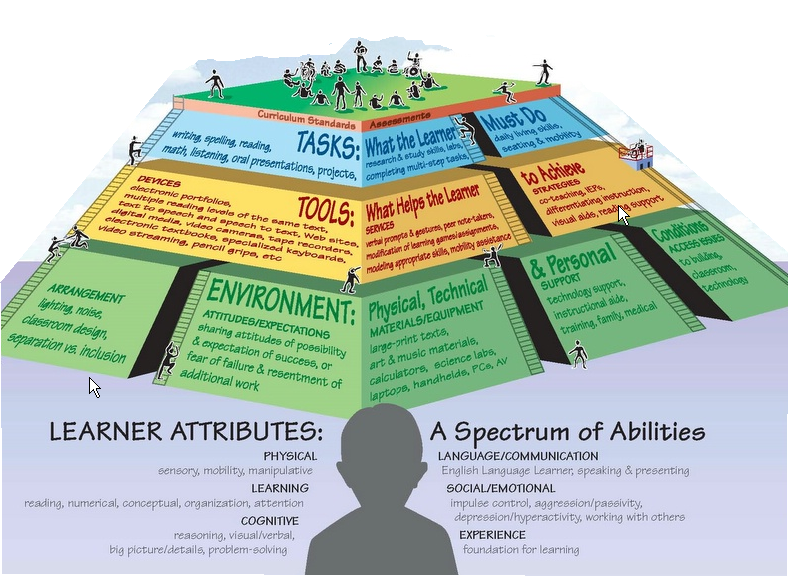 Curriculum Standards Assessments
TASKS: What the Learner Must Do
writing, spelling, reading,
math, listening, oral presentations, projects,
research & study skills, labs,
completing multi-step tasks,
daily living skills,
seating & mobility
TOOLS: What Helps the Learner to Achieve
DEVICES
electronic portfolios,
multiple reading levels of the same text,
text to speech and speech to text, Web sites,
digital media, video cameras, tape recorders,
electronic textbooks, specialized keyboards,
video streaming, pencil grips, etc
SERVICES
verbal prompts & gestures, peer note-takers,
modification of learning games/assignments,
modeling appropriate skills, mobility assistance
STRATEGIES
co-teaching, IEPs,
differentiating instruction,
visual aids, reading support
ENVIRONMENT: Physical, Technical & Personal Conditions
ARRANGEMENT
lighting, noise,
classroom design,
separation vs. inclusion
ATTITUDES/EXPECTATIONS
sharing attitudes of possibility
& expectation of success, or
fear of failure & resentment of
additional work
MATERIALS/EQUIPMENT
large-print texts,
art & music materials,
calculators, science labs,
laptops, handhelds, PCs, AV
SUPPORT
technology support,
instructional aide,
training, family, medical
ACCESS ISSUES
to building,
classroom,
technology
LEARNER ATTRIBUTES: A Spectrum of Abilities
PHYSICAL
sensory, mobility, manipulative
LEARNING
reading, numerical, conceptual, organization, attention
COGNITIVE
reasoning, visual/verbal,
big picture/details, problem-solving
LANGUAGE/COMMUNICATION
English Language Learner, speaking & presenting
SOCIAL/EMOTIONAL
impulse control, aggression/passivity,
depression/hyperactivity, working with others
EXPERIENCE
foundation for learning